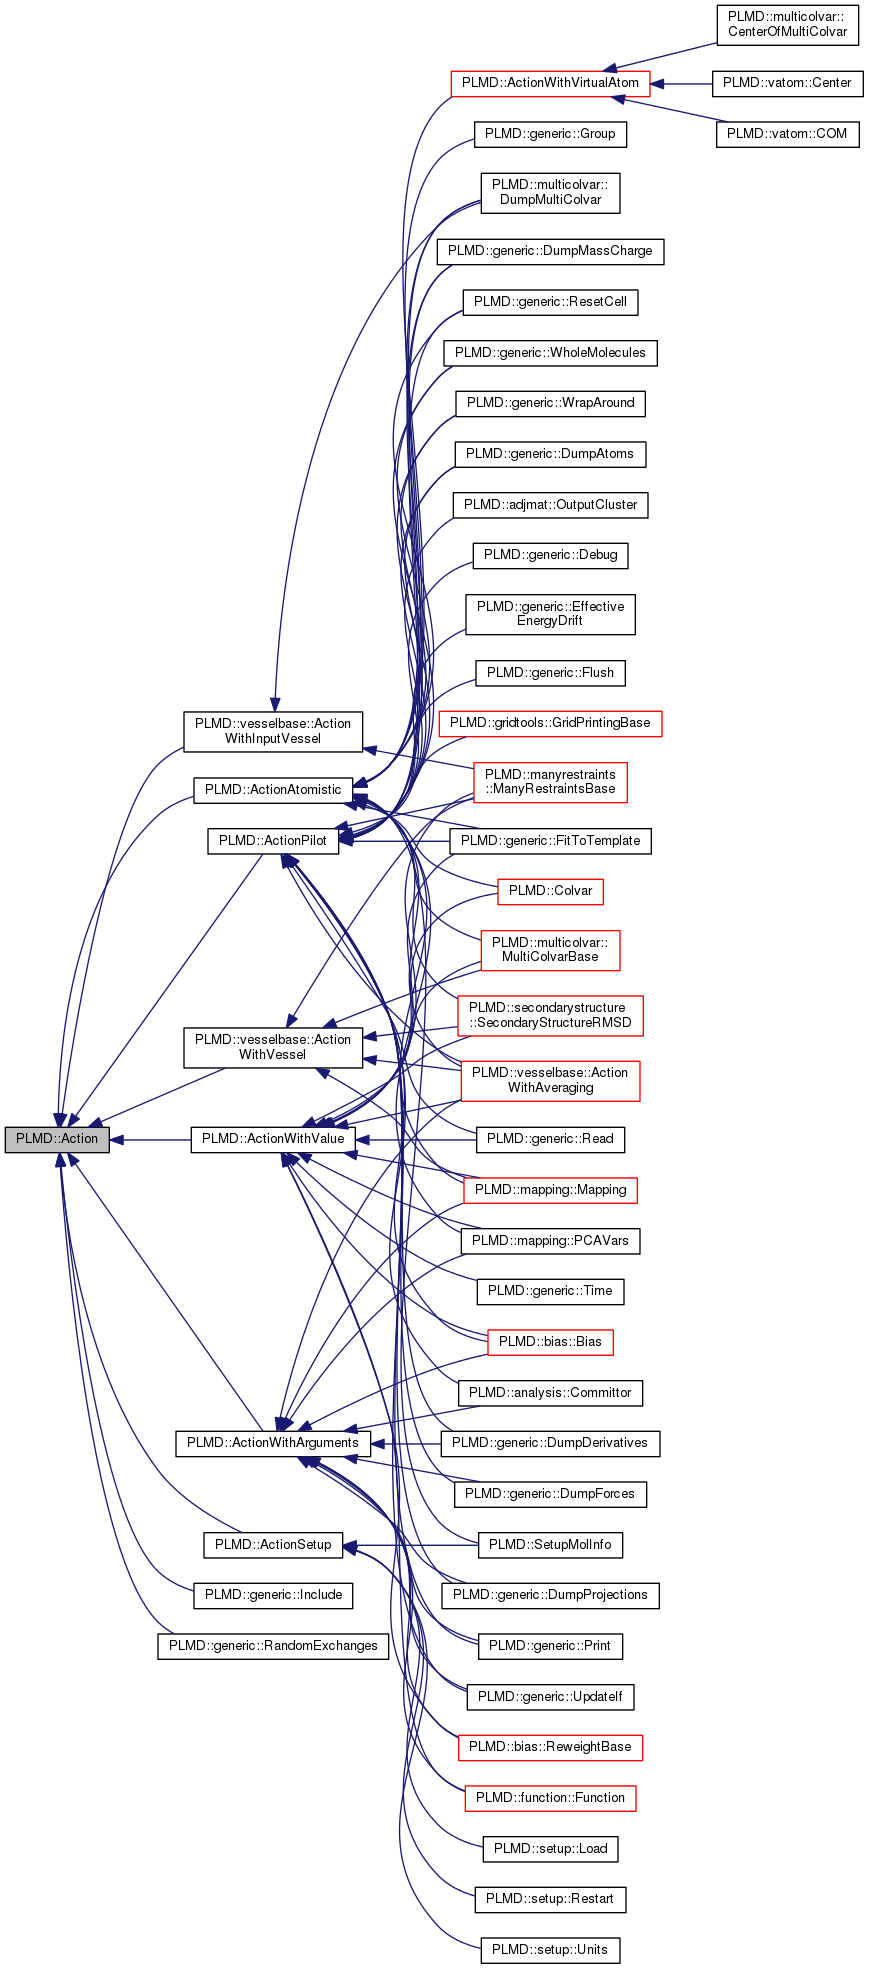 PLMD::multicolvar::
CenterOfMultiColvar
PLMD::ActionWithVirtualAtom
PLMD::vatom::Center
PLMD::vatom::COM
PLMD::generic::Group
PLMD::multicolvar::
DumpMultiColvar
PLMD::generic::DumpMassCharge
PLMD::generic::ResetCell
PLMD::generic::WholeMolecules
PLMD::generic::WrapAround
PLMD::generic::DumpAtoms
PLMD::adjmat::OutputCluster
PLMD::generic::Debug
PLMD::generic::Effective
EnergyDrift
PLMD::generic::Flush
PLMD::vesselbase::Action
WithInputVessel
PLMD::gridtools::GridPrintingBase
PLMD::ActionAtomistic
PLMD::manyrestraints
::ManyRestraintsBase
PLMD::ActionPilot
PLMD::generic::FitToTemplate
PLMD::Colvar
PLMD::multicolvar::
MultiColvarBase
PLMD::secondarystructure
::SecondaryStructureRMSD
PLMD::vesselbase::Action
WithVessel
PLMD::vesselbase::Action
WithAveraging
PLMD::Action
PLMD::ActionWithValue
PLMD::generic::Read
PLMD::mapping::Mapping
PLMD::mapping::PCAVars
PLMD::generic::Time
PLMD::bias::Bias
PLMD::analysis::Committor
PLMD::ActionWithArguments
PLMD::generic::DumpDerivatives
PLMD::generic::DumpForces
PLMD::ActionSetup
PLMD::SetupMolInfo
PLMD::generic::Include
PLMD::generic::DumpProjections
PLMD::generic::RandomExchanges
PLMD::generic::Print
PLMD::generic::UpdateIf
PLMD::bias::ReweightBase
PLMD::function::Function
PLMD::setup::Load
PLMD::setup::Restart
PLMD::setup::Units